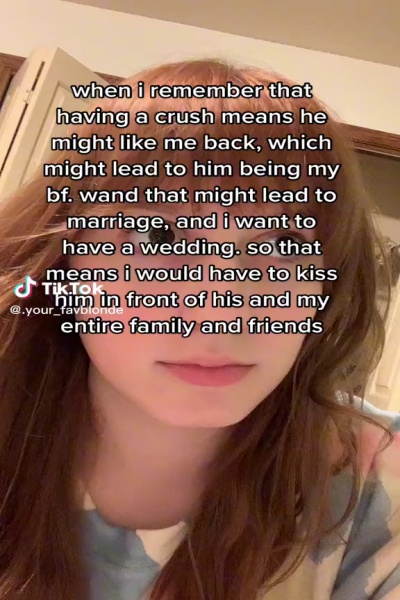 when i remember that
having a crush means he
might like me back, which
might lead to him being my
bf. wand that might lead to
marriage, and i want to
have a wedding. so that
means i would have to kiss
him in front of his and my
entire family and friends
TikTok
@.your_favblonde